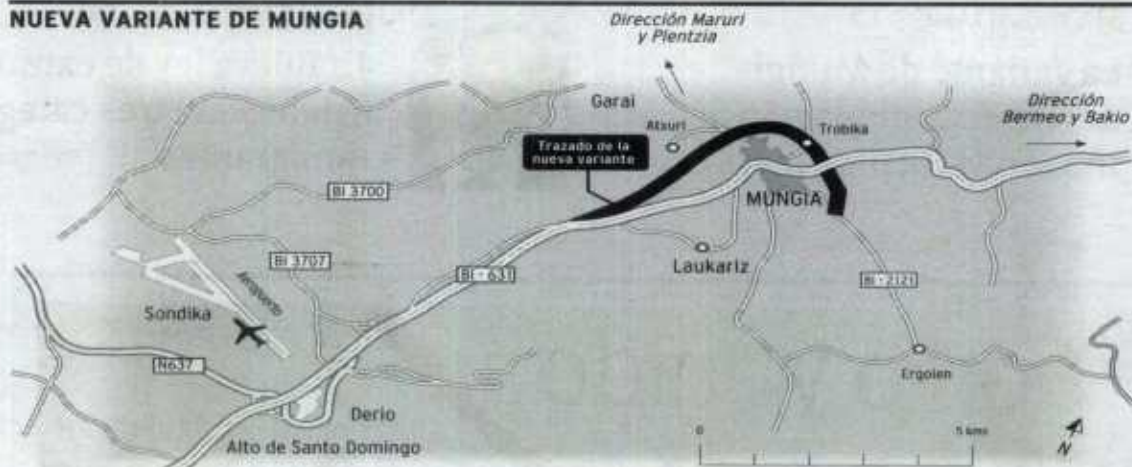 NUEVA VARIANTE DE MUNGIA
Dirección Maruri
y Plentzia
Garai
Dirección
Bermeo y Bakio
Atxuri
Trobika
Trazado de la
nueva variante
BI 3700
MUNGIA
Laukariz
BI 3707
BI - 631
BI - 2121
Aeropuerto
Sondika
N637
Ergoien
Derio
Alto de Santo Domingo
0
5 kms
N